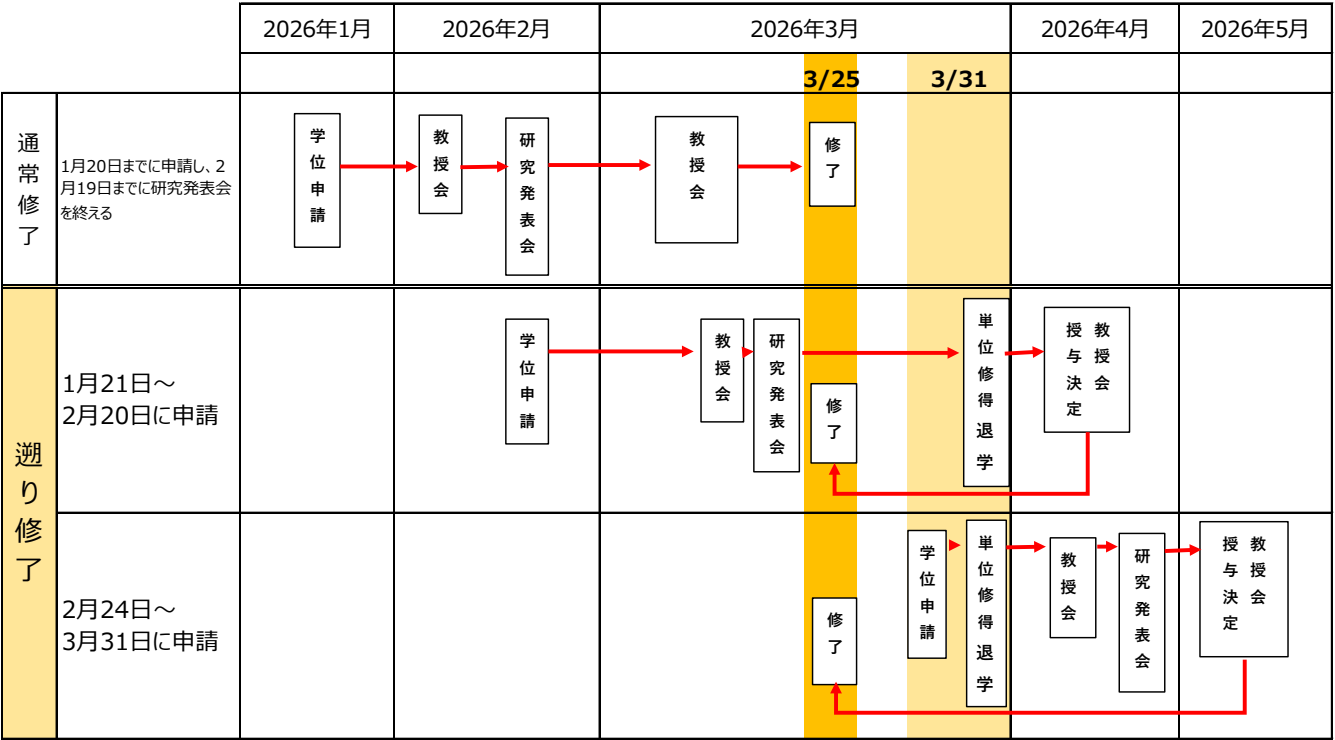 2026年1月
2026年2月
2026年3月
2026年4月
2026年5月
3/25
3/31
通常修了
1月20日までに申請し、2
月19日までに研究発表会
を終える
学位申請
教授会
研究発表会
教授会
修了
遡り修了
1月21日～
2月20日に申請
学位申請
教授会
研究発表会
修了
単位修得退学
教授会
授与決定
2月24日～
3月31日に申請
修了
学位申請
単位修得退学
教授会
研究発表会
教授会
授与決定